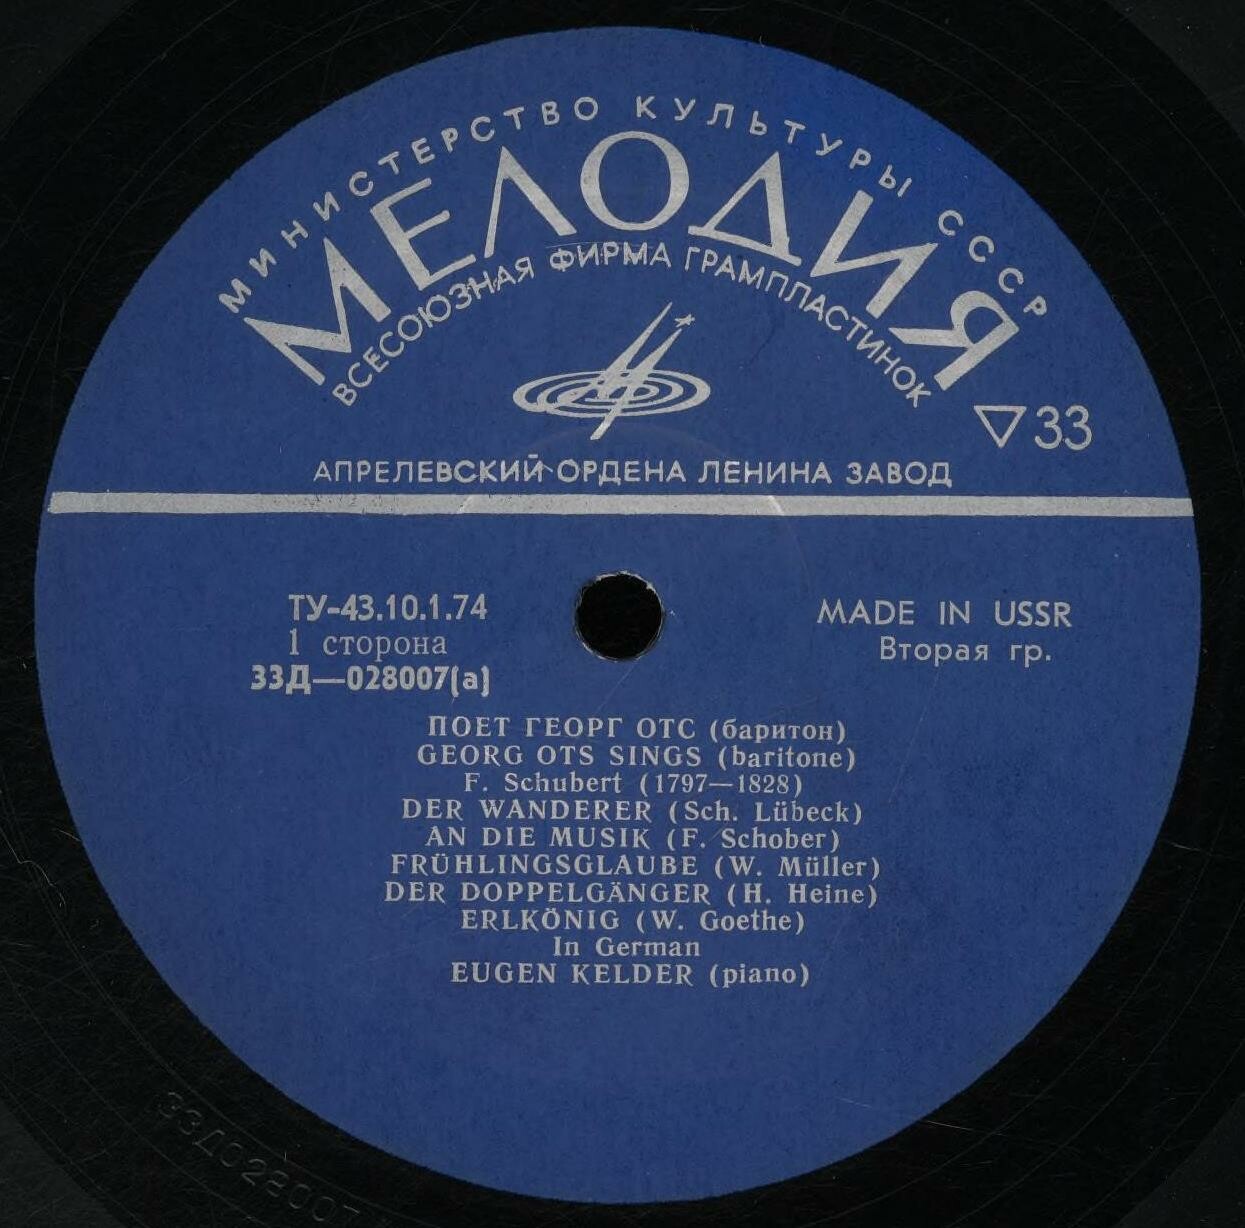 МИНИСТЕРСТВО КУЛЬТУРЫ СССР
МЕЛОДИЯ
ВСЕСОЮЗНАЯ ФИРМА ГРАМПЛАСТИНОК
33
АПРЕЛЕВСКИЙ ОРДЕНА ЛЕНИНА ЗАВОД
ТУ-43.10.1.74
1 сторона
33Д—028007(а)
MADE IN USSR
Вторая гр.
ПОЕТ ГЕОРГ ОТС (баритон)
GEORG OTS SINGS (baritone)
F. Schubert (1797—1828)
DER WANDERER (Sch. Lübeck)
AN DIE MUSIK (F. Schober)
FRÜHLINGSGLAUBE (W. Müller)
DER DOPPELGÄNGER (H. Heine)
ERLKÖNIG (W. Goethe)
In German
EUGEN KELDER (piano)
33Д028007